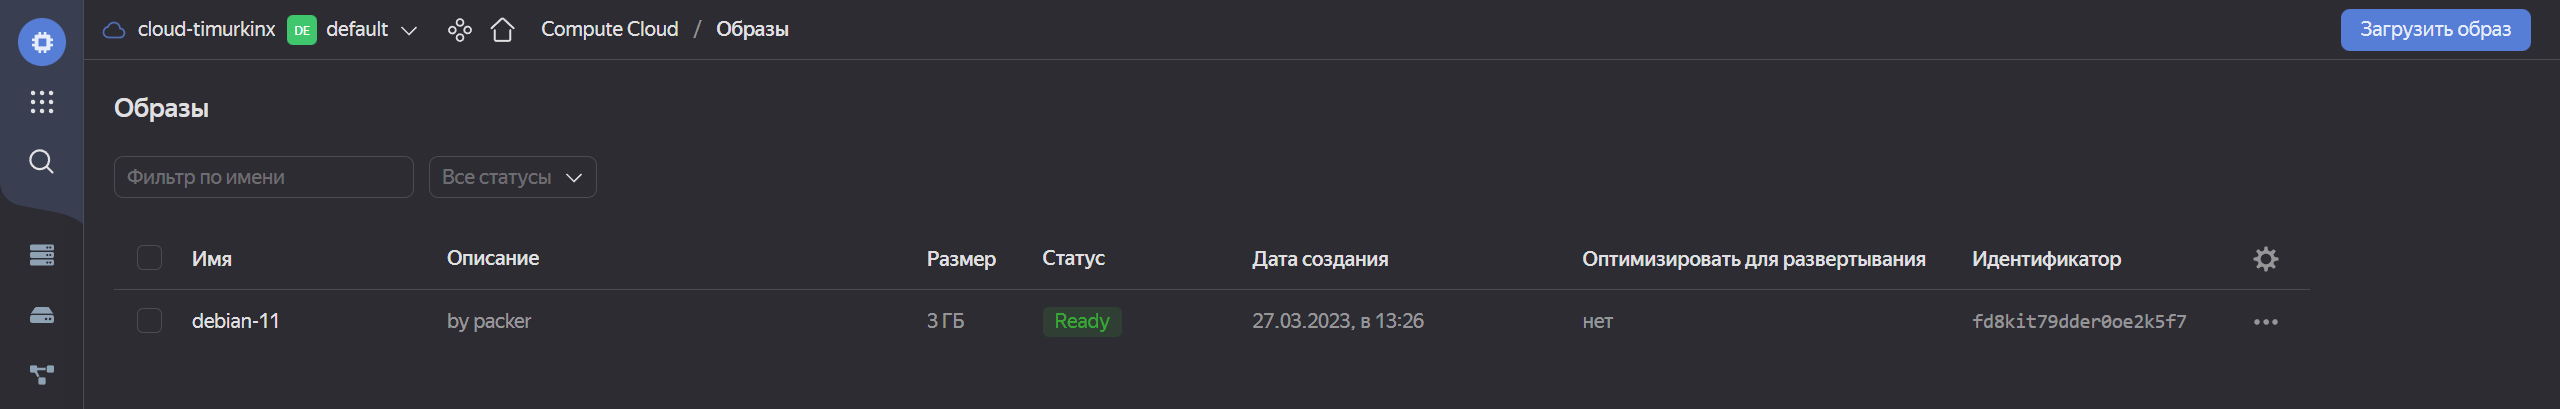 cloud-timurkinx DE default Compute Cloud / Образы Загрузить образ
Образы
Фильтр по имени Все статусы
Имя Описание Размер Статус Дата создания Оптимизировать для развертывания Идентификатор
debian-11 by packer 3 ГБ Ready 27.03.2023, в 13:26 нет fd8kit79dder0oe2k5f7